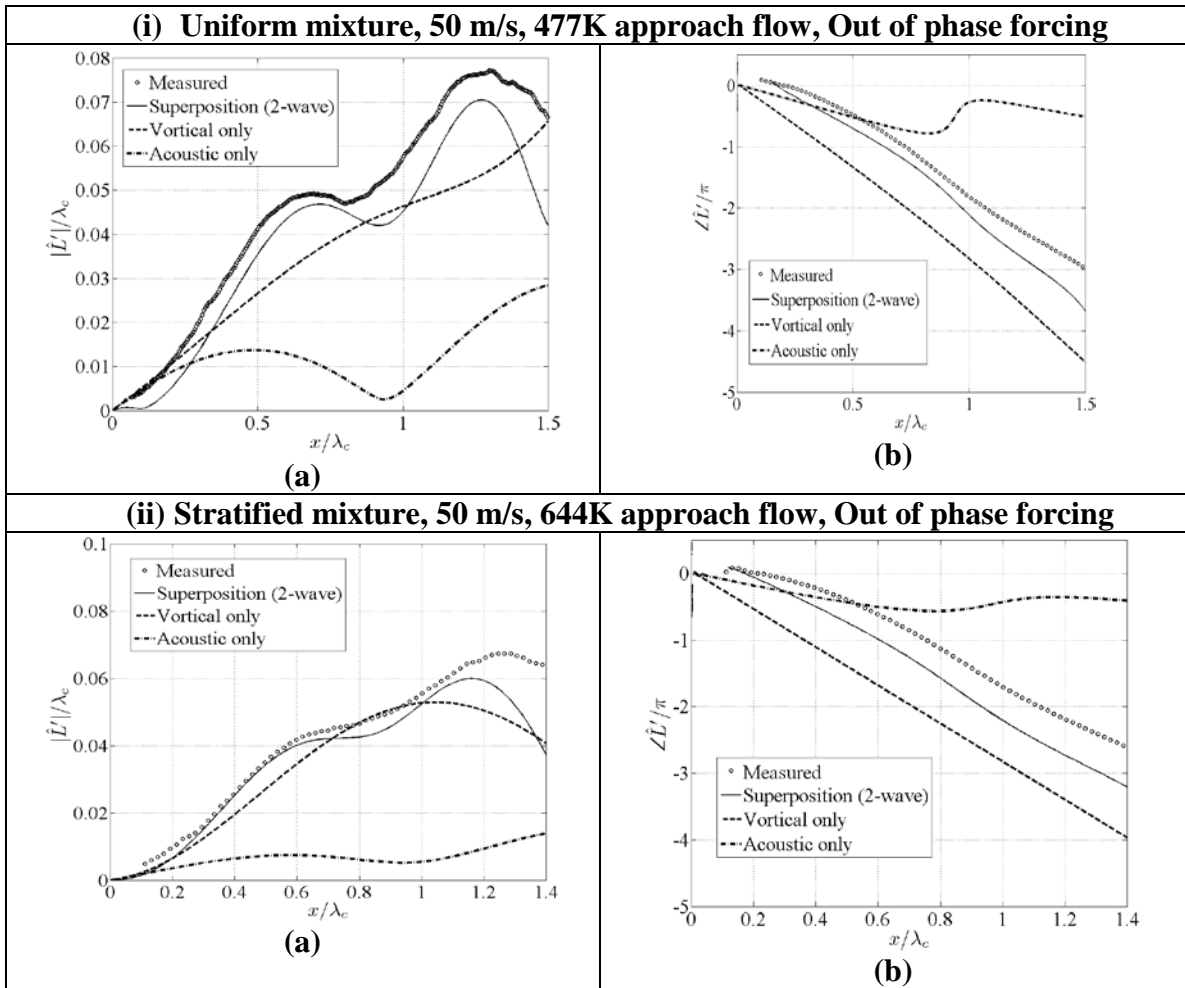 (i) Uniform mixture, 50 m/s, 477K approach flow, Out of phase forcing
0.08
0.07
0.06
0.05
0.04
0.03
0.02
0.01
0
|L̂′|/λc
Measured
Superposition (2-wave)
Vortical only
Acoustic only
0 0.5 1 1.5
x/λc
(a)
0
-1
-2
-3
-4
-5
∠L̂′/π
Measured
Superposition (2-wave)
Vortical only
Acoustic only
0 0.5 1 1.5
x/λc
(b)
(ii) Stratified mixture, 50 m/s, 644K approach flow, Out of phase forcing
0.1
0.08
0.06
0.04
0.02
0
|L̂′|/λc
Measured
Superposition (2-wave)
Vortical only
Acoustic only
0 0.2 0.4 0.6 0.8 1 1.2 1.4
x/λc
(a)
0
-1
-2
-3
-4
-5
∠L̂′/π
Measured
Superposition (2-wave)
Vortical only
Acoustic only
0 0.2 0.4 0.6 0.8 1 1.2 1.4
x/λc
(b)